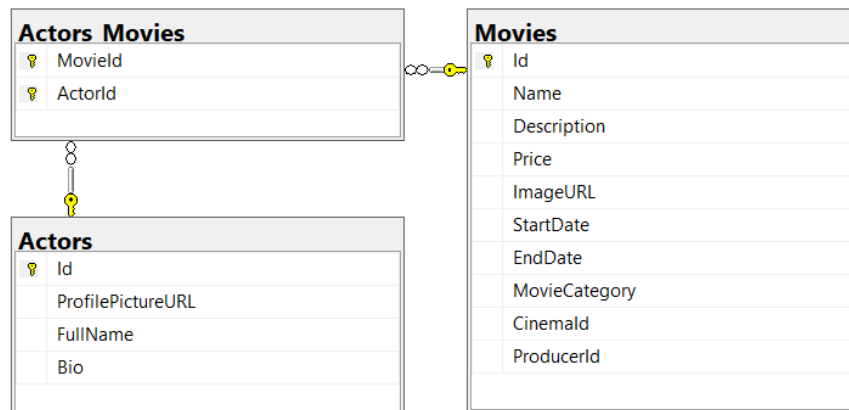 Actors_Movies
MovieId
ActorId
Actors
Id
ProfilePictureURL
FullName
Bio
Movies
Id
Name
Description
Price
ImageURL
StartDate
EndDate
MovieCategory
CinemaId
ProducerId